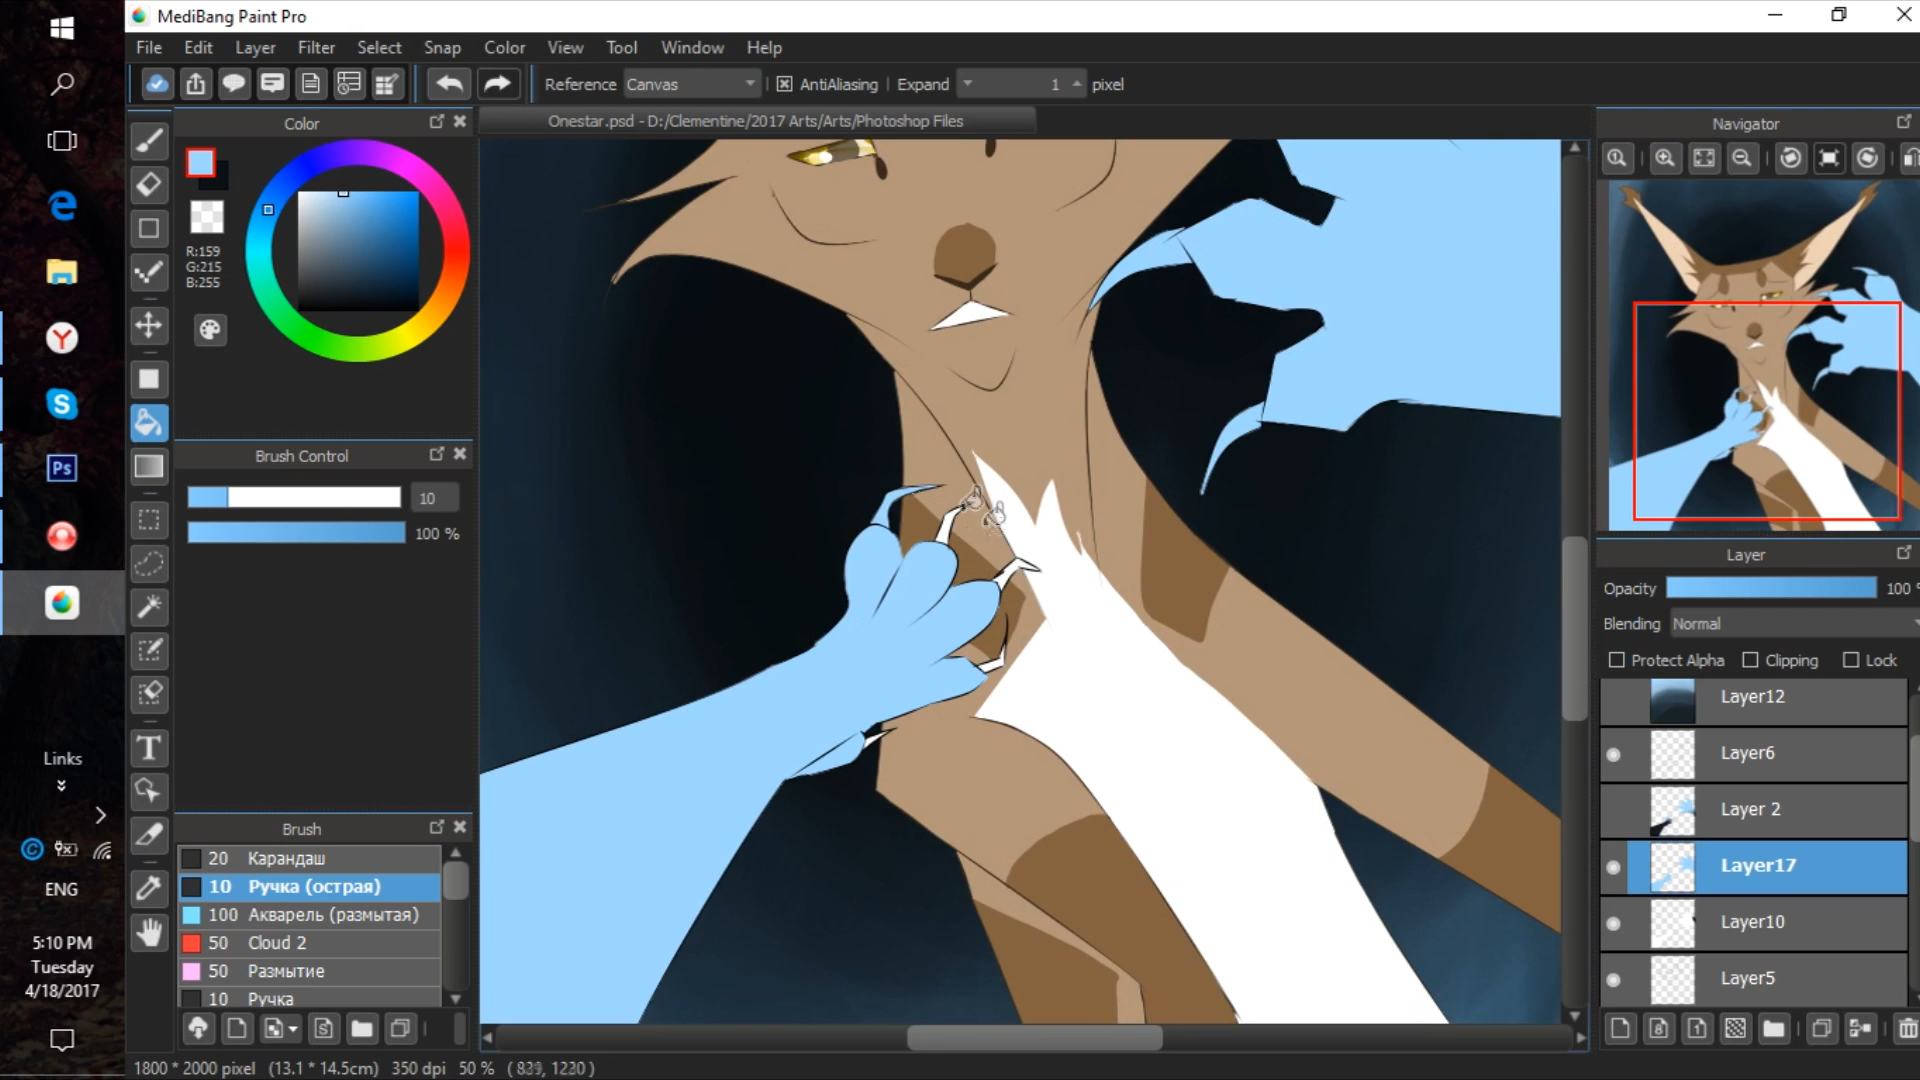 MediBang Paint Pro
File Edit Layer Filter Select Snap Color View Tool Window Help
Reference Canvas AntiAliasing Expand 1 pixel
Color
Onestar.psd - D:/Clementine/2017 Arts/Arts/Photoshop Files
Navigator
R:159
G:215
B:255
Brush Control
10
100 %
Layer
Opacity 100 %
Blending Normal
Protect Alpha Clipping Lock
Layer12
Layer6
Layer 2
Layer17
Layer10
Layer5
Brush
20 Карандаш
10 Ручка (острая)
100 Акварель (размытая)
50 Cloud 2
50 Размытие
10 Ручка
Links
ENG
5:10 PM
Tuesday
4/18/2017
Ps
1800 * 2000 pixel (13.1 * 14.5cm) 350 dpi 50 %